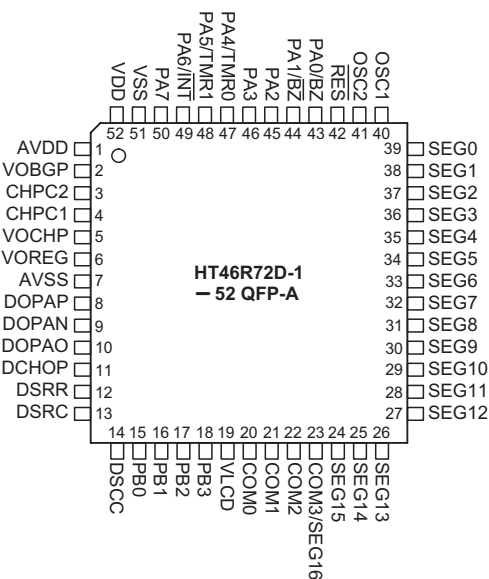 OSC1
OSC2
RES
PA0/BZ
PA1/BZ
PA2
PA3
PA4/TMR0
PA5/TMR1
PA6/INT
PA7
VSS
VDD
52 51 50 49 48 47 46 45 44 43 42 41 40
AVDD 1 39 SEG0
VOBGP 2 38 SEG1
CHPC2 3 37 SEG2
CHPC1 4 36 SEG3
VOCHP 5 35 SEG4
VOREG 6 34 SEG5
AVSS 7 33 SEG6
DOPAP 8 32 SEG7
DOPAN 9 31 SEG8
DOPAO 10 30 SEG9
DCHOP 11 29 SEG10
DSRR 12 28 SEG11
DSRC 13 27 SEG12
HT46R72D-1
– 52 QFP-A
14 15 16 17 18 19 20 21 22 23 24 25 26
DSCC
PB0
PB1
PB2
PB3
VLCD
COM0
COM1
COM2
COM3/SEG16
SEG15
SEG14
SEG13